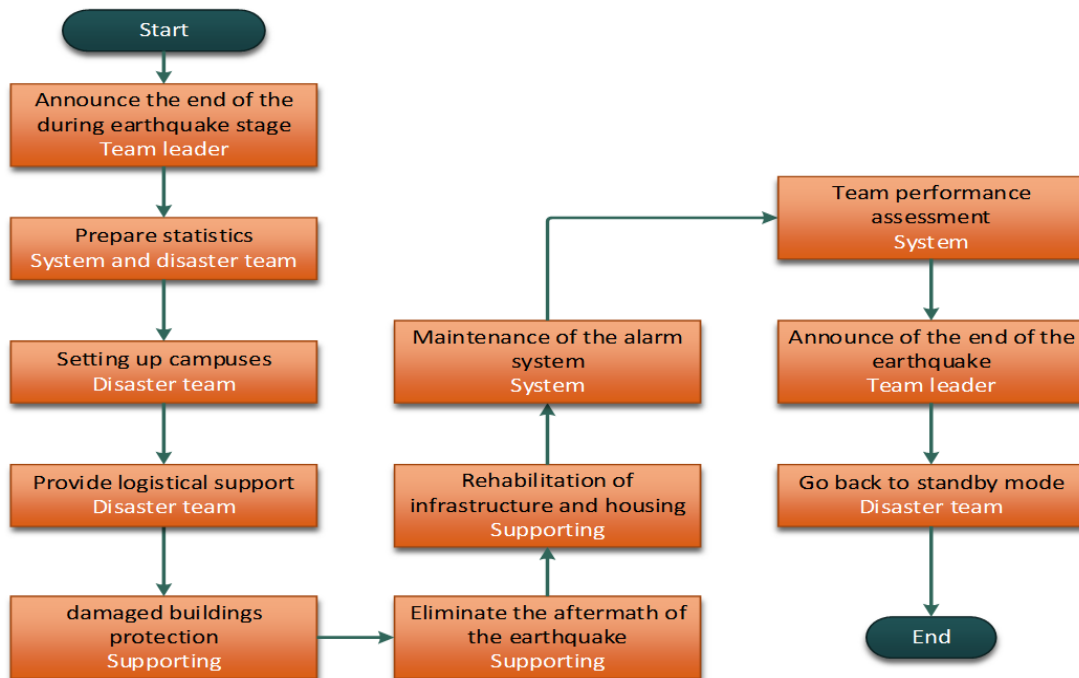 Start
Announce the end of the
during earthquake stage
Team leader
Prepare statistics
System and disaster team
Setting up campuses
Disaster team
Provide logistical support
Disaster team
damaged buildings
protection
Supporting
Eliminate the aftermath of
the earthquake
Supporting
Rehabilitation of
infrastructure and housing
Supporting
Maintenance of the alarm
system
System
Team performance
assessment
System
Announce of the end of the
earthquake
Team leader
Go back to standby mode
Disaster team
End